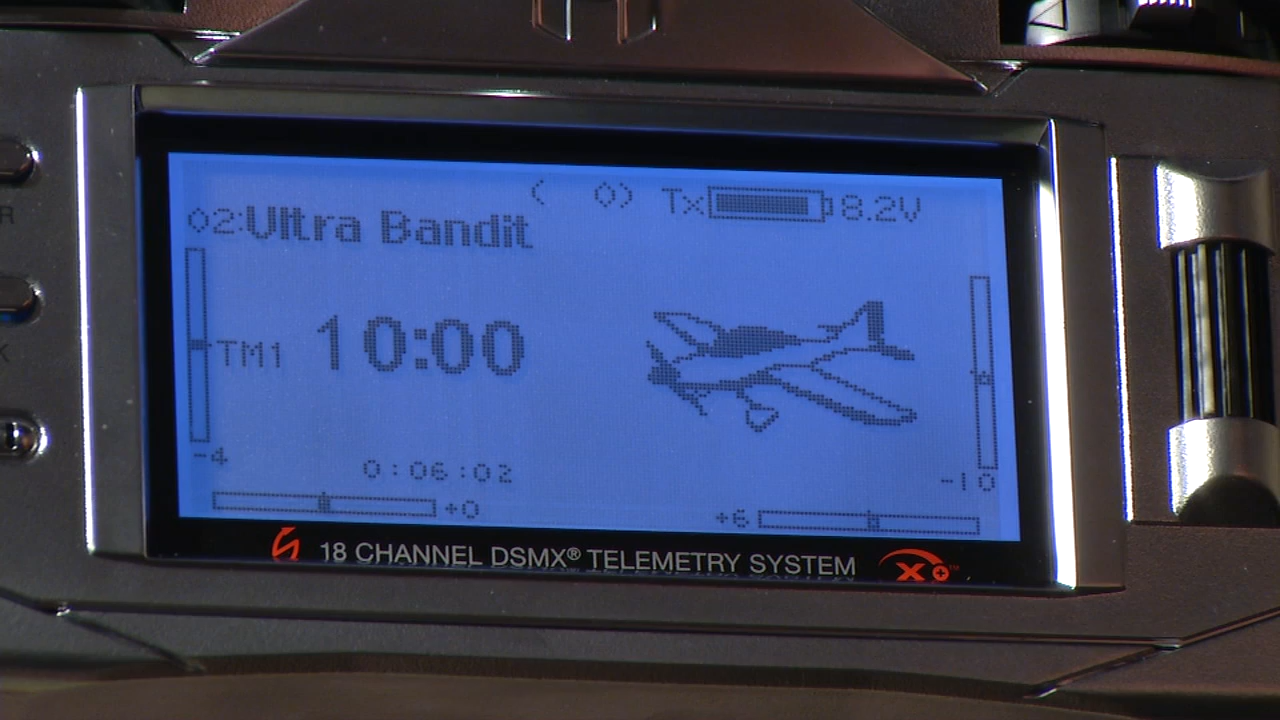 Tx 8.2V
02:Ultra Bandit
TM1 10:00
-4
0:06:02
-10
+0
+6
18 CHANNEL DSMX® TELEMETRY SYSTEM X+™
R
K